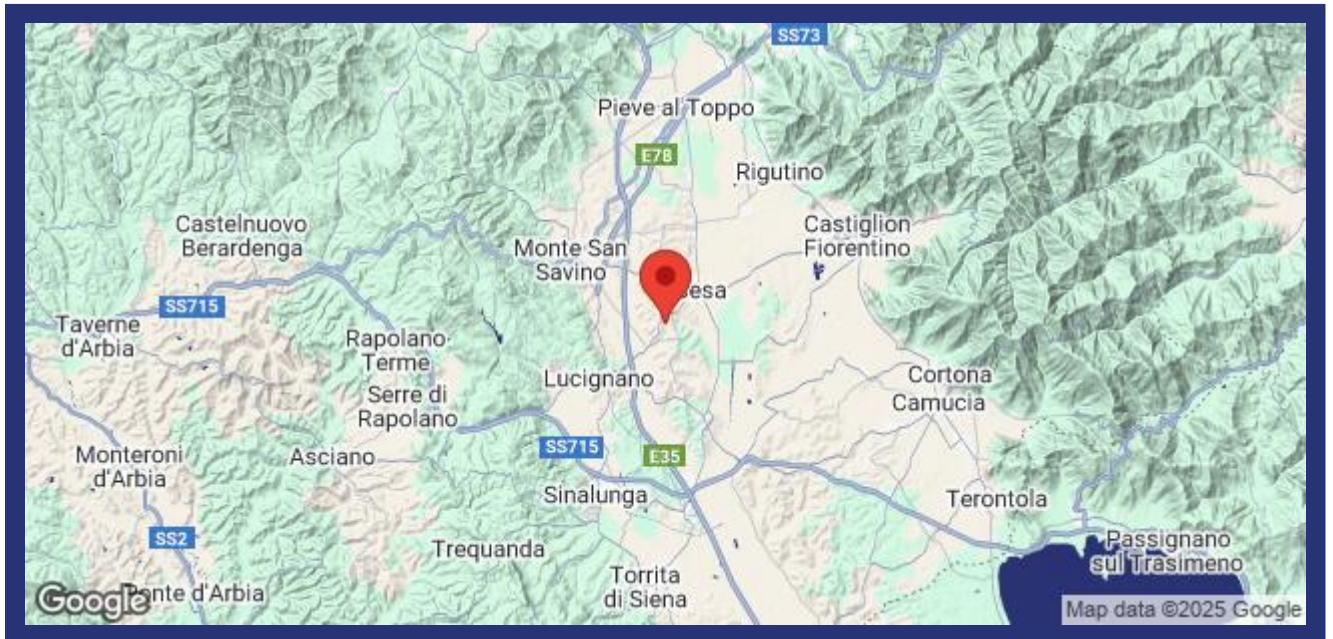 SS73
Pieve al Toppo
E78
Rigutino
Castelnuovo
Berardenga
Castiglion
Fiorentino
Monte San
Savino
SS715
Taverne
d'Arbia
Rapolano
Terme
Lucignano
Serre di
Rapolano
Cortona
Camucia
SS715
E35
Monteroni
d'Arbia
Asciano
Sinalunga
Terontola
SS2
Trequanda
Passignano
sul Trasimeno
Torrita
di Siena
Google
d'Arbia
Map data ©2025 Google